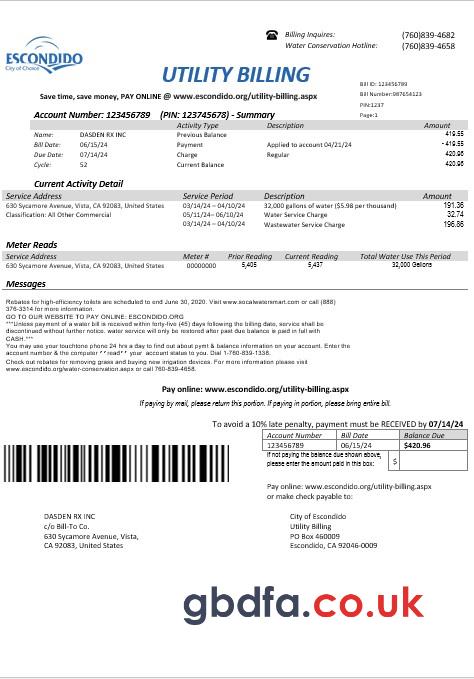 Billing Inquires: (760)839-4682
Water Conservation Hotline: (760)839-4658
ESCONDIDO
City of Choice
UTILITY BILLING
Save time, save money, PAY ONLINE @ www.escondido.org/utility-billing.aspx
Bill ID: 123456789
Bill Number:987654123
PIN:1237
Page:1
Account Number: 123456789 (PIN: 123745678) - Summary
Activity Type Description Amount
Name: DASDEN RX INC Previous Balance 419.55
Bill Date: 06/15/24 Payment Applied to account 04/21/24 -419.55
Due Date: 07/14/24 Charge Regular 420.96
Cycle: 52 Current Balance 420.96
Current Activity Detail
Service Address Service Period Description Amount
630 Sycamore Avenue, Vista, CA 92083, United States 03/14/24 – 04/10/24 32,000 gallons of water ($5.98 per thousand) 191.36
Classification: All Other Commercial 05/11/24– 06/10/24 Water Service Charge 32.74
03/14/24 – 04/10/24 Wastewater Service Charge 196.86
Meter Reads
Service Address Meter # Prior Reading Current Reading Total Water Use This Period
630 Sycamore Avenue, Vista, CA 92083, United States 00000000 5,405 5,437 32,000 Gallons
Messages
Rebates for high-efficiency toilets are scheduled to end June 30, 2020. Visit www.socalwatersmart.com or call (888)
376-3314 for more information.
GO TO OUR WEBSITE TO PAY ONLINE: ESCONDIDO.ORG
***Unless payment of a water bill is received within forty-five (45) days following the billing date, service shall be
discontinued without further notice. water service will only be restored after past due balance is paid in full with
CASH.***
You may use your touchtone phone 24 hrs a day to find out about pymt & balance information on your account. Enter the
account number & the computer **read** your account status to you. Dial 1-760-839-1338.
Check out rebates for removing grass and buying new irrigation devices. For more information please visit
www.escondido.org/water-conservation.aspx or call 760-839-4658.
Pay online: www.escondido.org/utility-billing.aspx
If paying by mail, please return this portion. If paying in portion, please bring entire bill.
To avoid a 10% late penalty, payment must be RECEIVED by 07/14/24
Account Number Bill Date Balance Due
123456789 06/15/24 $420.96
If not paying the balance due shown above,
please enter the amount paid in this box: $
Pay online: www.escondido.org/utility-billing.aspx
or make check payable to:
DASDEN RX INC
c/o Bill-To Co.
630 Sycamore Avenue, Vista,
CA 92083, United States
City of Escondido
Utility Billing
PO Box 460009
Escondido, CA 92046-0009
gbdfa.co.uk